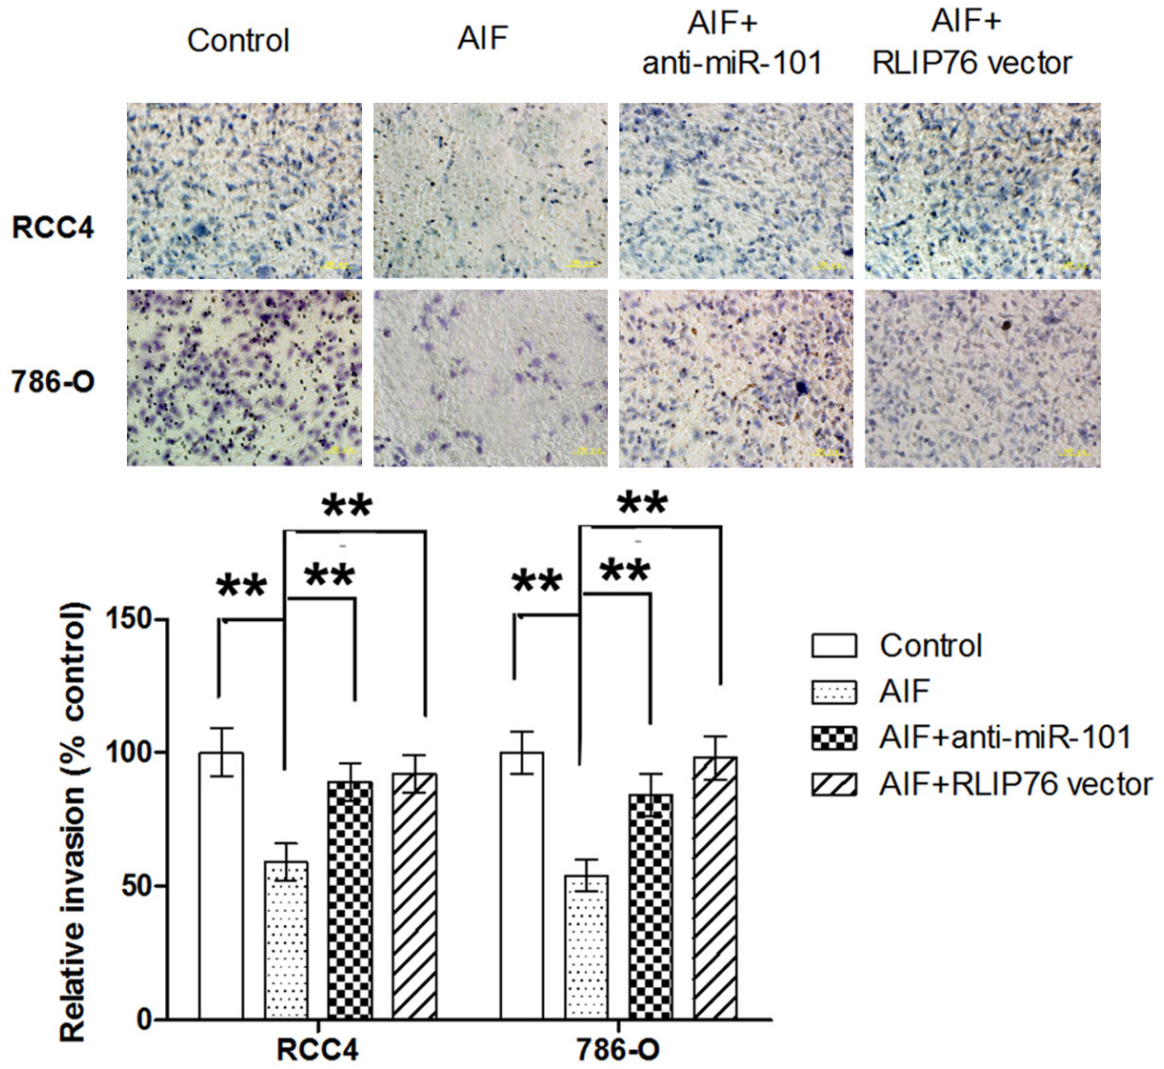 Control
AIF
AIF+
anti-miR-101
AIF+
RLIP76 vector
RCC4
786-O
**
**
**
**
**
**
Relative invasion (% control)
150
100
50
0
RCC4
786-O
Control
AIF
AIF+anti-miR-101
AIF+RLIP76 vector